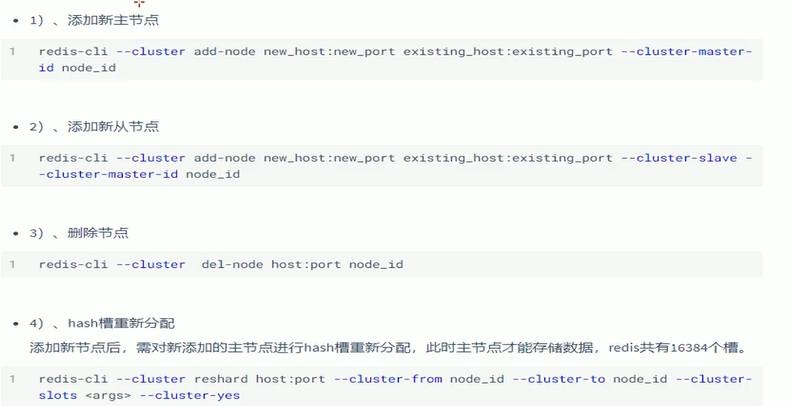 • 1) 、添加新主节点
1 redis-cli --cluster add-node new_host:new_port existing_host:existing_port --cluster-master-
id node_id
• 2) 、添加新从节点
1 redis-cli --cluster add-node new_host:new_port existing_host:existing_port --cluster-slave -
-cluster-master-id node_id
• 3) 、删除节点
1 redis-cli --cluster  del-node host:port node_id
• 4) 、hash槽重新分配
添加新节点后，需对新添加的主节点进行hash槽重新分配，此时主节点才能存储数据，redis共有16384个槽。
1 redis-cli --cluster reshard host:port --cluster-from node_id --cluster-to node_id --cluster-
slots <args> --cluster-yes